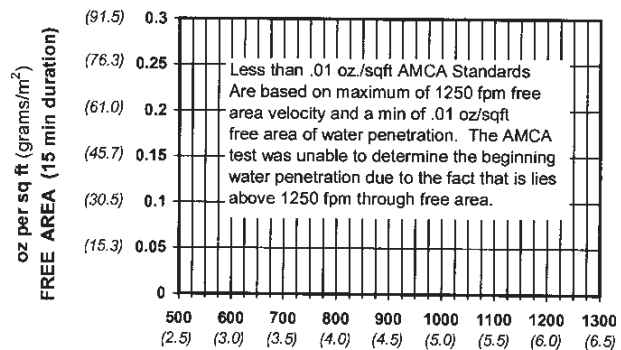 oz per sq ft (grams/m²)
FREE AREA (15 min duration)
(91.5) 0.3
(76.3) 0.25
(61.0) 0.2
(45.7) 0.15
(30.5) 0.1
(15.3) 0.05
0
Less than .01 oz./sqft AMCA Standards
Are based on maximum of 1250 fpm free
area velocity and a min of .01 oz/sqft
free area of water penetration. The AMCA
test was unable to determine the beginning
water penetration due to the fact that is lies
above 1250 fpm through free area.
500 600 700 800 900 1000 1100 1200 1300
(2.5) (3.0) (3.5) (4.0) (4.5) (5.0) (5.5) (6.0) (6.5)